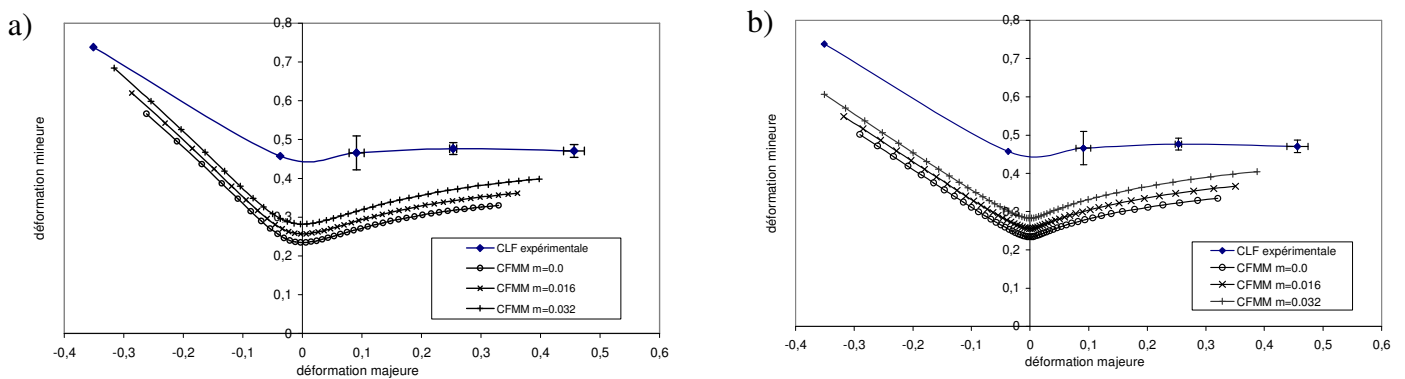 a)
0,8
0,7
0,6
0,5
0,4
0,3
0,2
0,1
0
-0,4 -0,3 -0,2 -0,1 0 0,1 0,2 0,3 0,4 0,5 0,6
déformation majeure
déformation mineure
CLF expérimentale
CFMM m=0.0
CFMM m=0.016
CFMM m=0.032
b)
0,8
0,7
0,6
0,5
0,4
0,3
0,2
0,1
0
-0,4 -0,3 -0,2 -0,1 0 0,1 0,2 0,3 0,4 0,5 0,6
déformation majeure
déformation mineure
CLF expérimentale
CFMM m=0.0
CFMM m=0.016
CFMM m=0.032